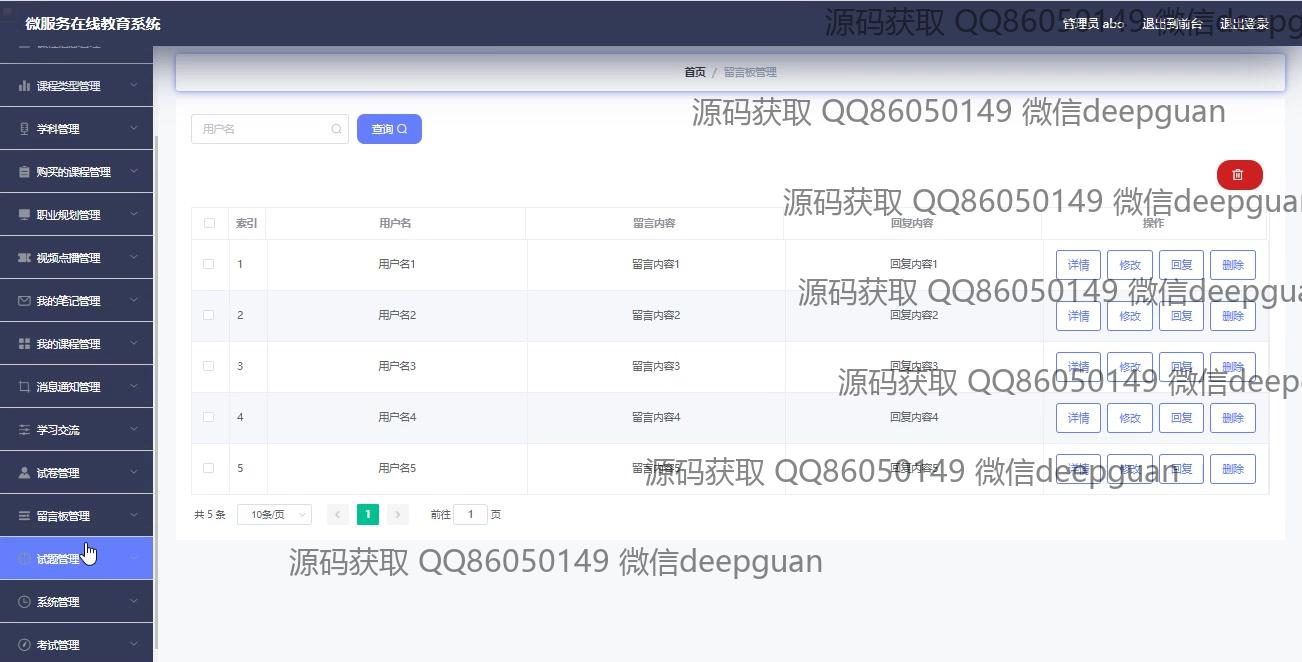 微服务在线教育系统
管理员 abo 退出到前台 退出登录
源码获取 QQ86050149 微信deepg
课程类型管理
学科管理
购买的课程管理
职业规划管理
视频点播管理
我的笔记管理
我的课程管理
消息通知管理
学习交流
试卷管理
留言板管理
试题管理
系统管理
考试管理
首页 / 留言板管理
源码获取 QQ86050149 微信deepguan
用户名 查询
源码获取 QQ86050149 微信deepguan
索引 用户名 留言内容 回复内容 操作
1 用户名1 留言内容1 回复内容1 详情 修改 回复 删除
源码获取 QQ86050149 微信deepgua
2 用户名2 留言内容2 回复内容2 详情 修改 回复 删除
3 用户名3 留言内容3 回复内容3 详情 修改 回复 删除
源码获取 QQ86050149 微信deep
4 用户名4 留言内容4 回复内容4 详情 修改 回复 删除
5 用户名5 留言内容5 回复内容5 详情 修改 回复 删除
源码获取 QQ86050149 微信deepguan
共 5 条 10条/页 1 前往 1 页
源码获取 QQ86050149 微信deepguan